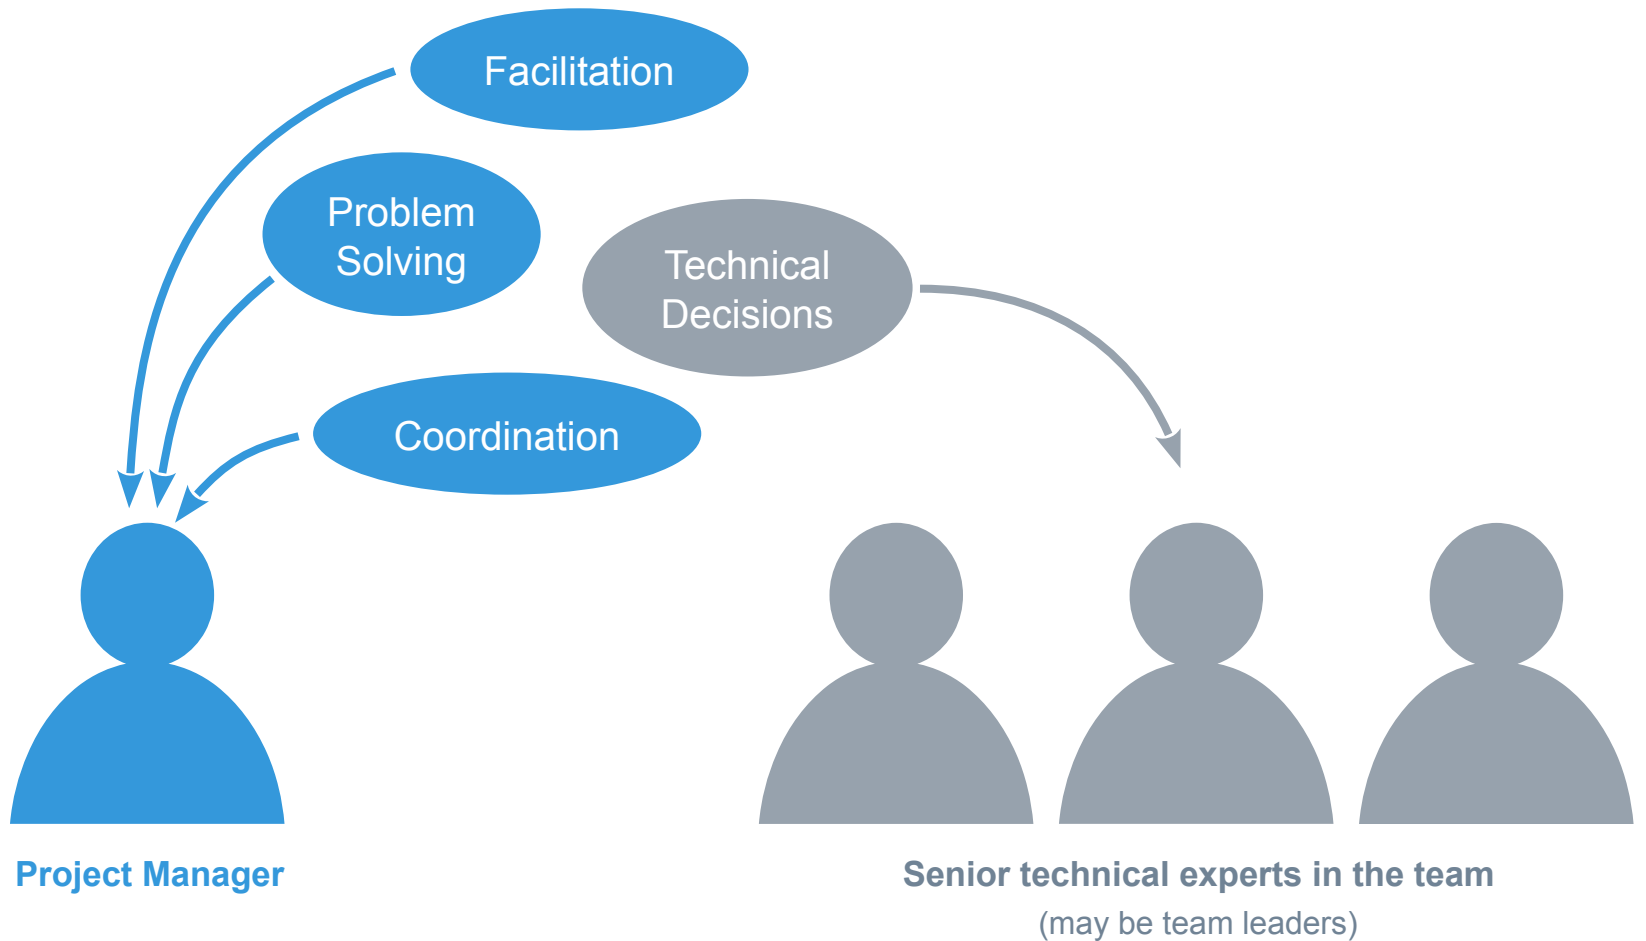 Facilitation
Problem
Solving
Technical
Decisions
Coordination
Project Manager
Senior technical experts in the team
(may be team leaders)